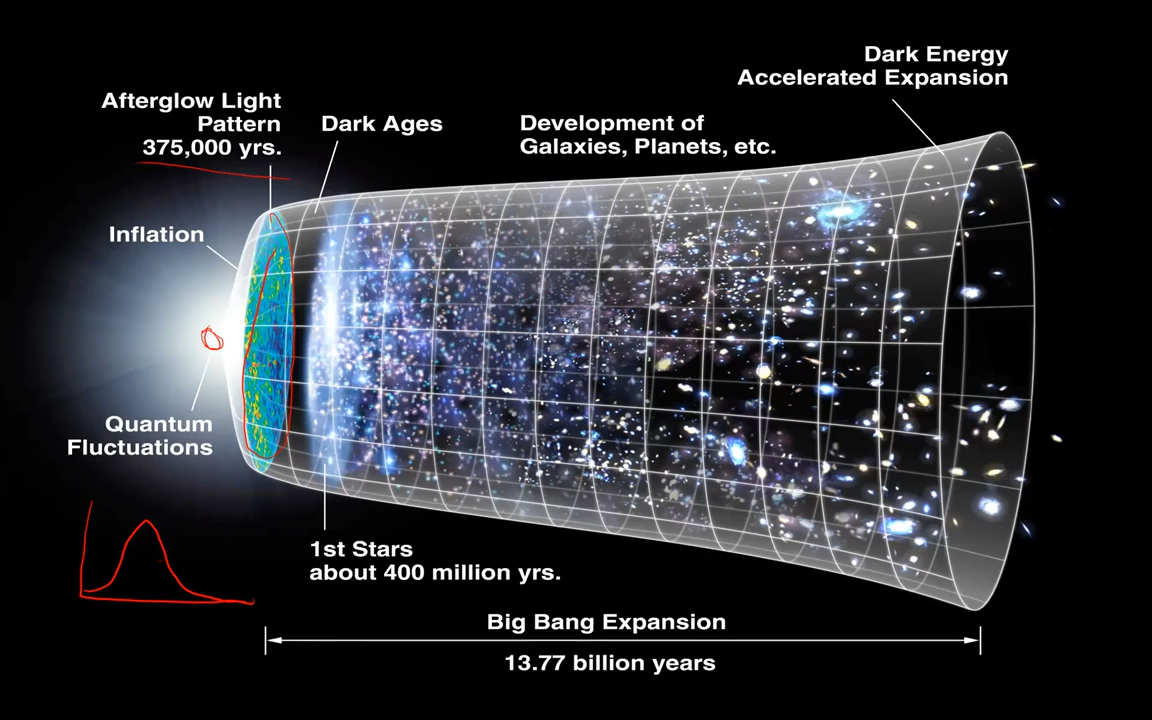 Dark Energy
Accelerated Expansion
Afterglow Light
Pattern
375,000 yrs.
Dark Ages
Development of
Galaxies, Planets, etc.
Inflation
Quantum
Fluctuations
1st Stars
about 400 million yrs.
Big Bang Expansion
13.77 billion years